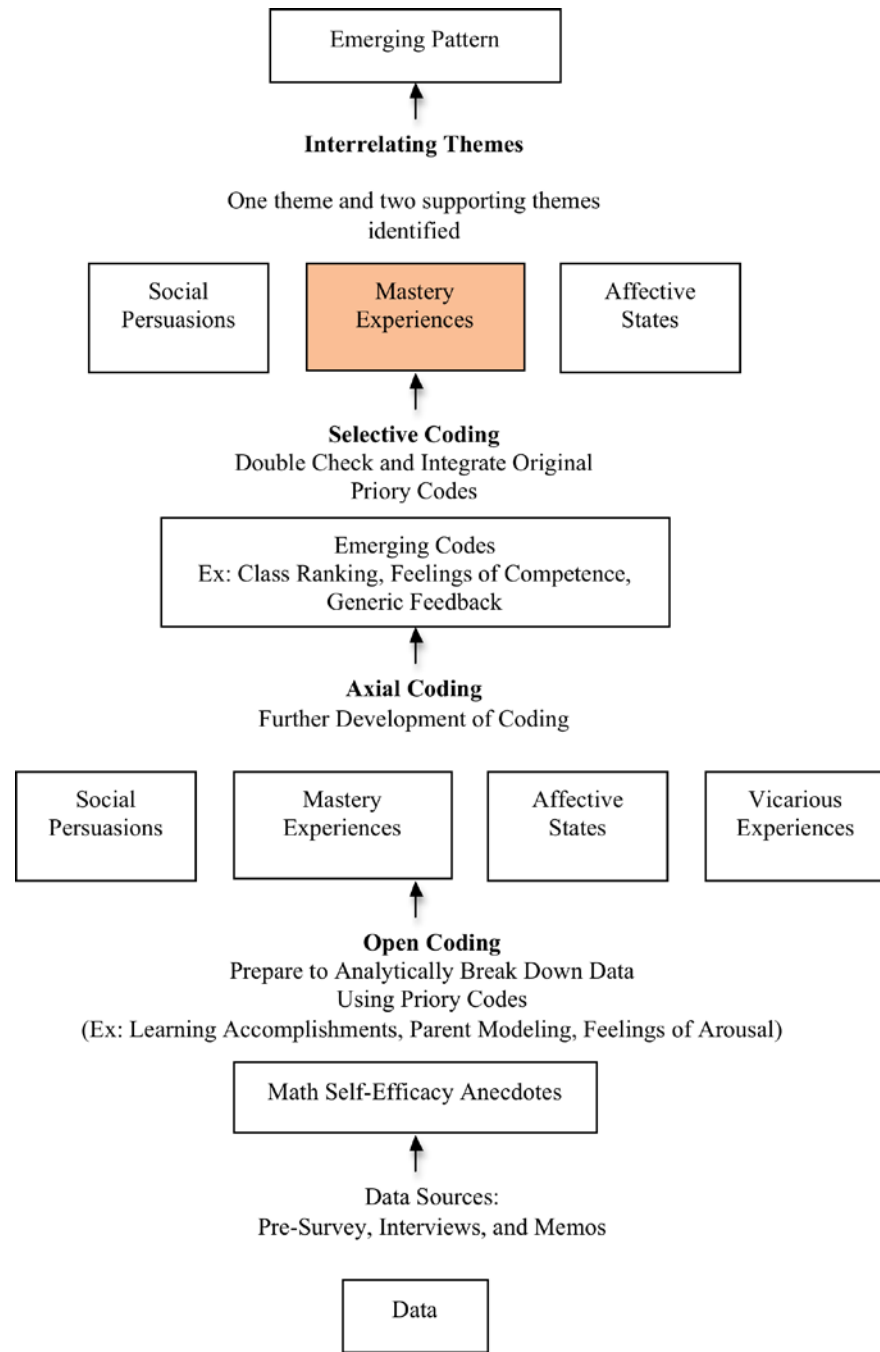 Emerging Pattern
Interrelating Themes
One theme and two supporting themes
identified
Social
Persuasions
Mastery
Experiences
Affective
States
Selective Coding
Double Check and Integrate Original
Priory Codes
Emerging Codes
Ex: Class Ranking, Feelings of Competence,
Generic Feedback
Axial Coding
Further Development of Coding
Social
Persuasions
Mastery
Experiences
Affective
States
Vicarious
Experiences
Open Coding
Prepare to Analytically Break Down Data
Using Priory Codes
(Ex: Learning Accomplishments, Parent Modeling, Feelings of Arousal)
Math Self-Efficacy Anecdotes
Data Sources:
Pre-Survey, Interviews, and Memos
Data